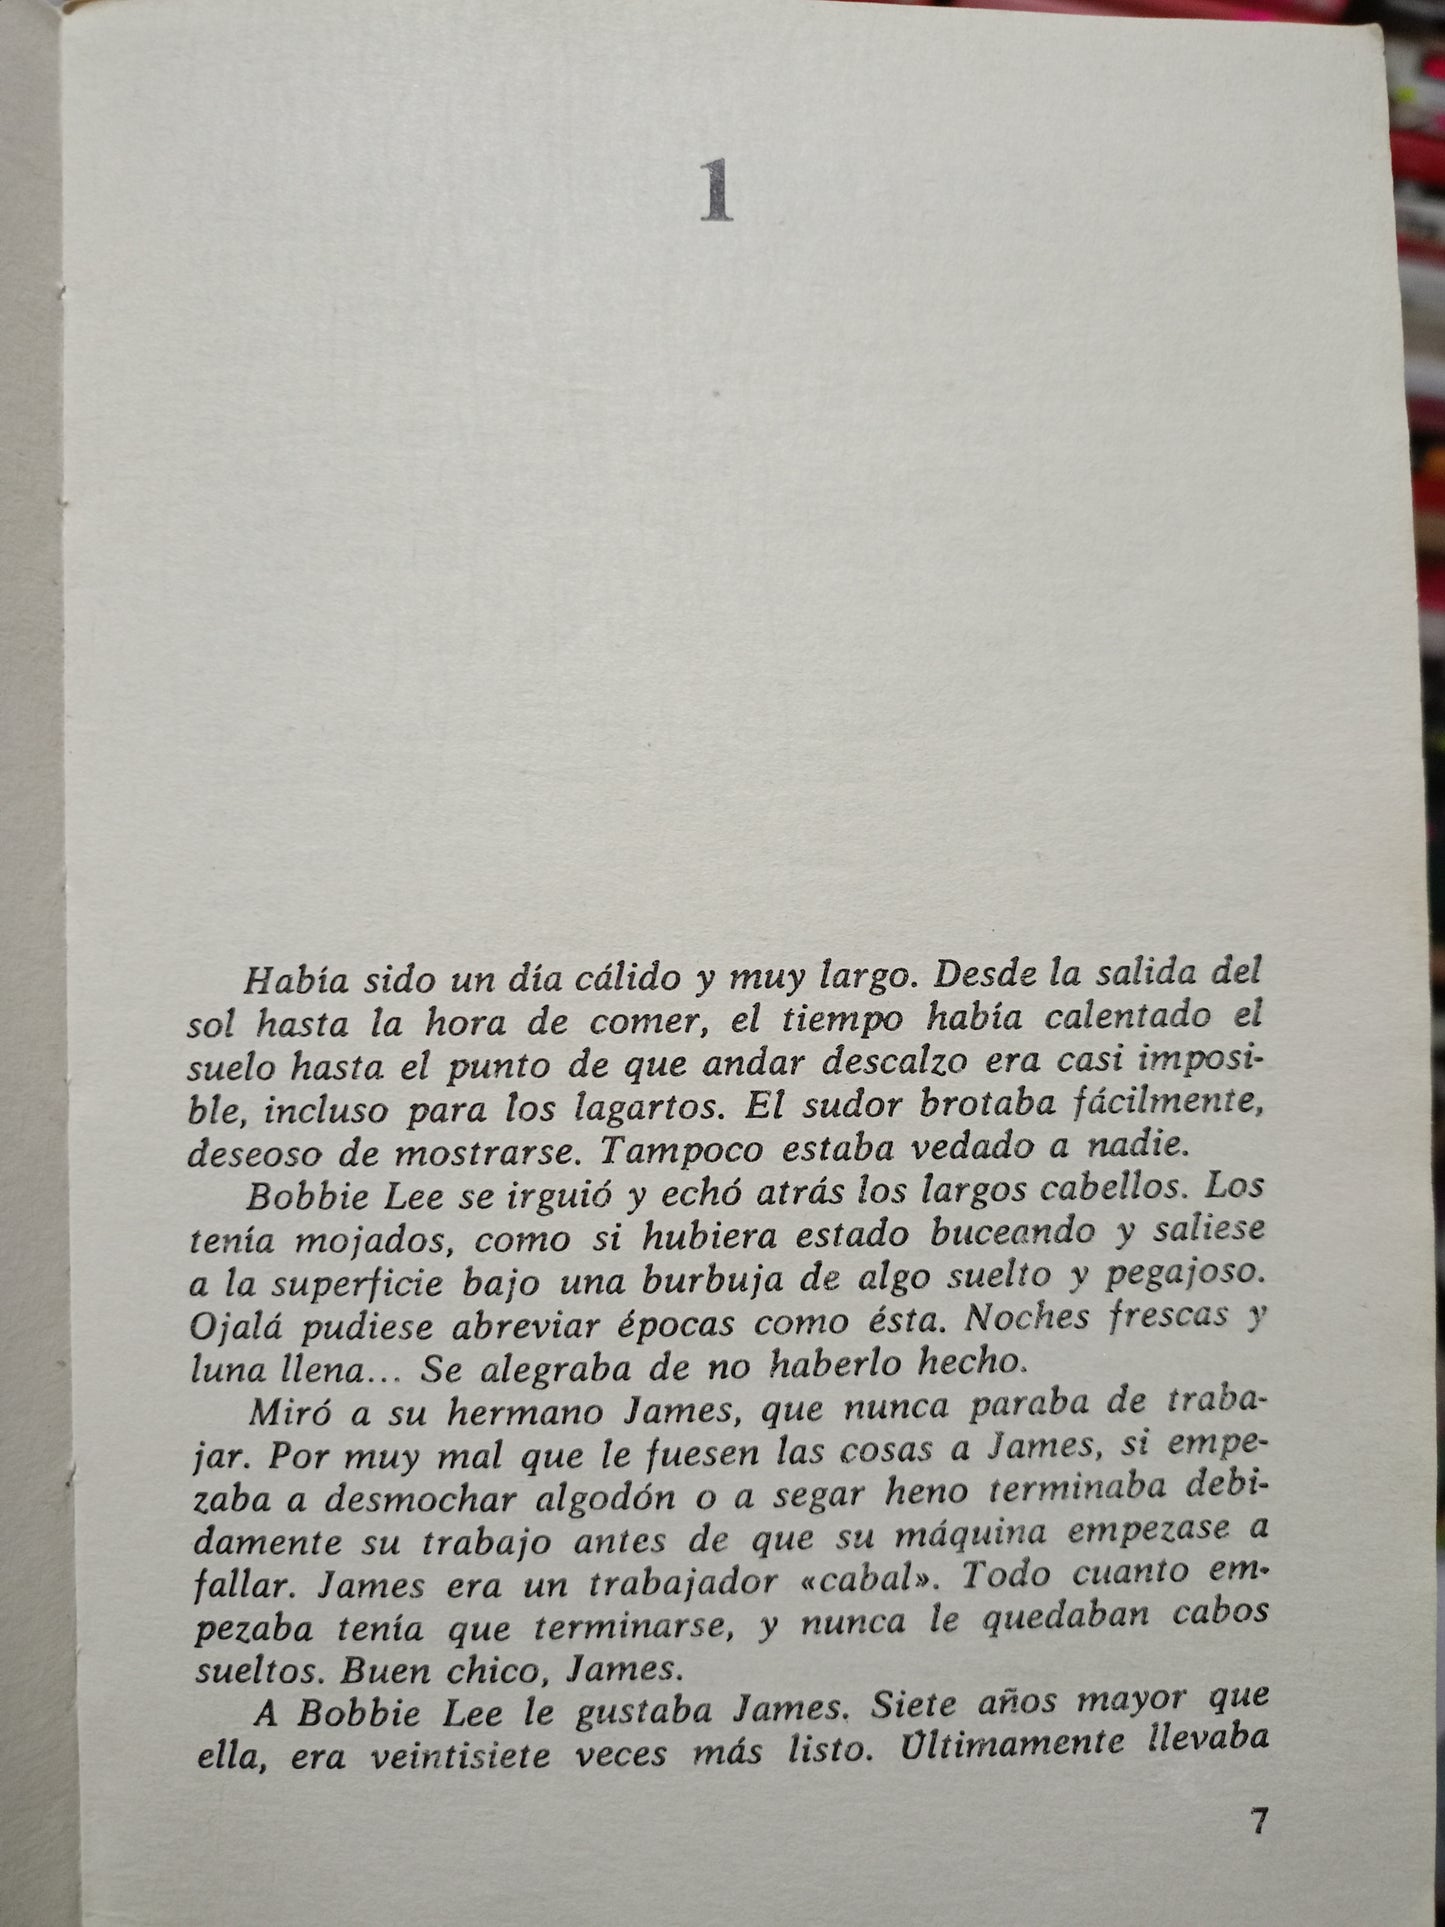 1
Había sido un día cálido y muy largo. Desde la salida del
sol hasta la hora de comer, el tiempo había calentado el
suelo hasta el punto de que andar descalzo era casi imposi-
ble, incluso para los lagartos. El sudor brotaba fácilmente,
deseoso de mostrarse. Tampoco estaba vedado a nadie.
Bobbie Lee se irguió y echó atrás los largos cabellos. Los
tenía mojados, como si hubiera estado buceando y saliese
a la superficie bajo una burbuja de algo suelto y pegajoso.
Ojalá pudiese abreviar épocas como ésta. Noches frescas y
luna llena... Se alegraba de no haberlo hecho.
Miró a su hermano James, que nunca paraba de traba-
jar. Por muy mal que le fuesen las cosas a James, si empe-
zaba a desmochar algodón o a segar heno terminaba debi-
damente su trabajo antes de que su máquina empezase a
fallar. James era un trabajador «cabal». Todo cuanto em-
pezaba tenía que terminarse, y nunca le quedaban cabos
sueltos. Buen chico, James.
A Bobbie Lee le gustaba James. Siete años mayor que
ella, era veintisiete veces más listo. Últimamente llevaba
7